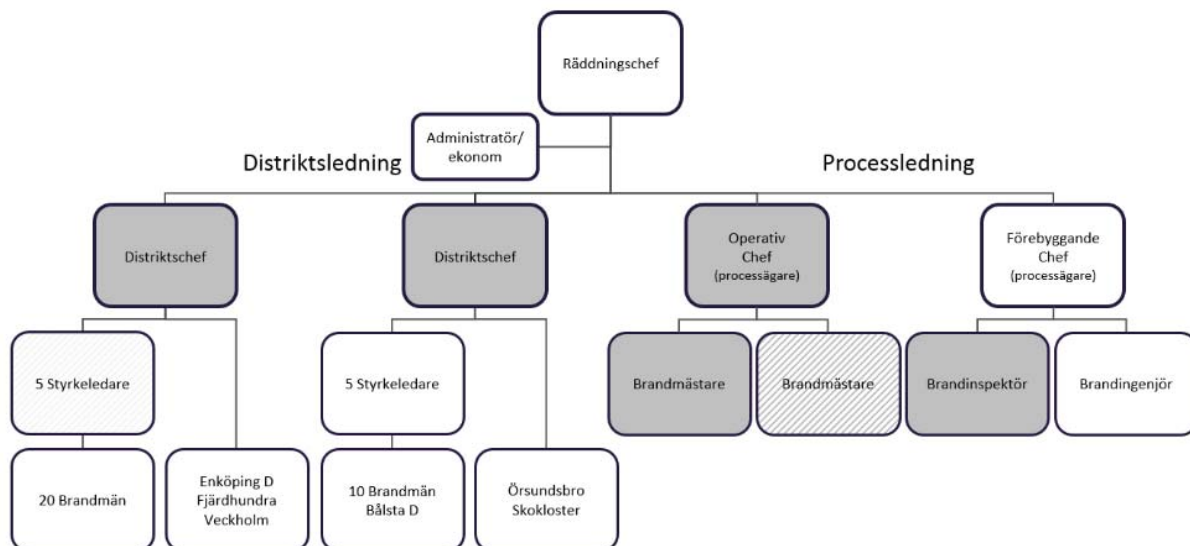 Räddningschef
Administratör/
ekonom
Distriktsledning
Processledning
Distriktschef
Distriktschef
Operativ
Chef
(processägare)
Förebyggande
Chef
(processägare)
5 Styrkeledare
5 Styrkeledare
Brandmästare
Brandmästare
Brandinspektör
Brandingenjör
20 Brandmän
Enköping D
Fjärdhundra
Veckholm
10 Brandmän
Bålsta D
Örsundsbro
Skokloster